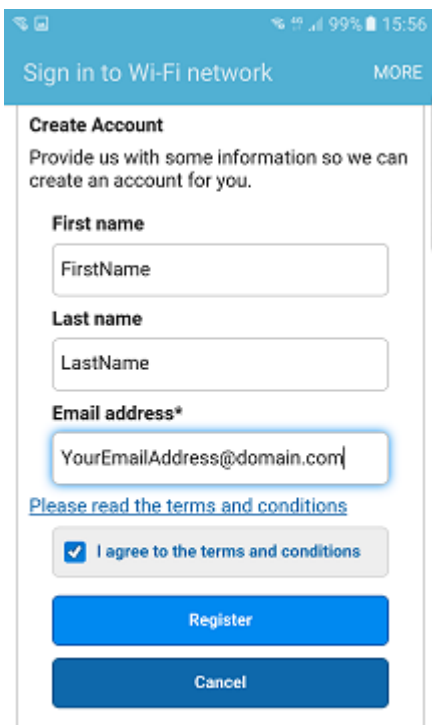 99% 15:56
Sign in to Wi-Fi network MORE
Create Account
Provide us with some information so we can
create an account for you.
First name
FirstName
Last name
LastName
Email address*
YourEmailAddress@domain.com
Please read the terms and conditions
I agree to the terms and conditions
Register
Cancel